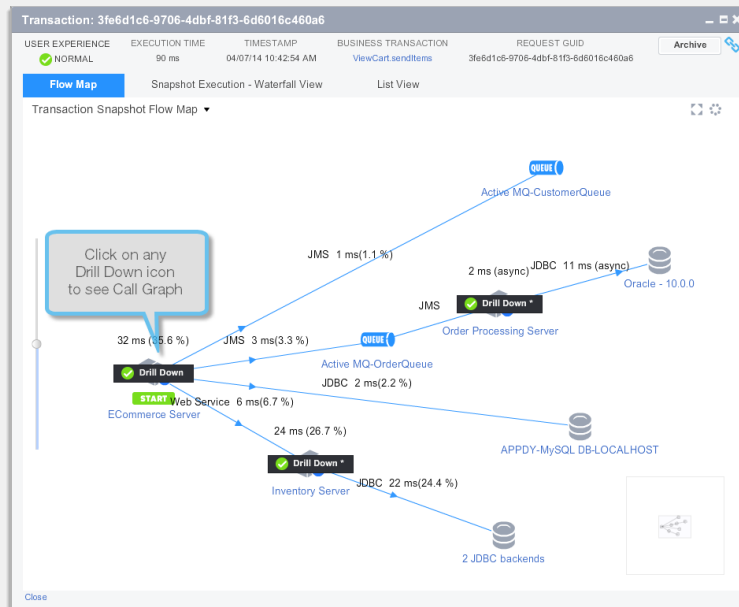 Transaction: 3fe6d1c6-9706-4dbf-81f3-6d6016c460a6
USER EXPERIENCE EXECUTION TIME TIMESTAMP BUSINESS TRANSACTION REQUEST GUID
NORMAL 90 ms 04/07/14 10:42:54 AM ViewCart.sendItems 3fe6d1c6-9706-4dbf-81f3-6d6016c460a6
Archive
Flow Map Snapshot Execution - Waterfall View List View
Transaction Snapshot Flow Map
QUEUE
Active MQ-CustomerQueue
Click on any
Drill Down icon
to see Call Graph
JMS 1 ms(1.1 %)
2 ms (async) JDBC 11 ms (async)
Oracle - 10.0.0
JMS
Drill Down *
Order Processing Server
32 ms (35.6 %) JMS 3 ms(3.3 %)
QUEUE
Active MQ-OrderQueue
Drill Down
JDBC 2 ms(2.2 %)
START
Web Service 6 ms(6.7 %)
ECommerce Server
24 ms (26.7 %)
APPDY-MySQL DB-LOCALHOST
Drill Down *
Inventory Server
JDBC 22 ms(24.4 %)
2 JDBC backends
Close